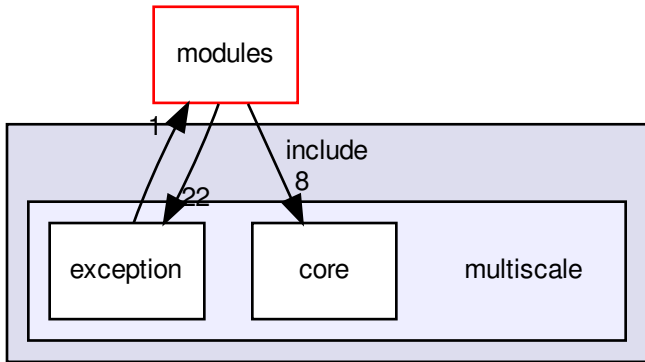 modules
1
include
22
8
exception
core
multiscale